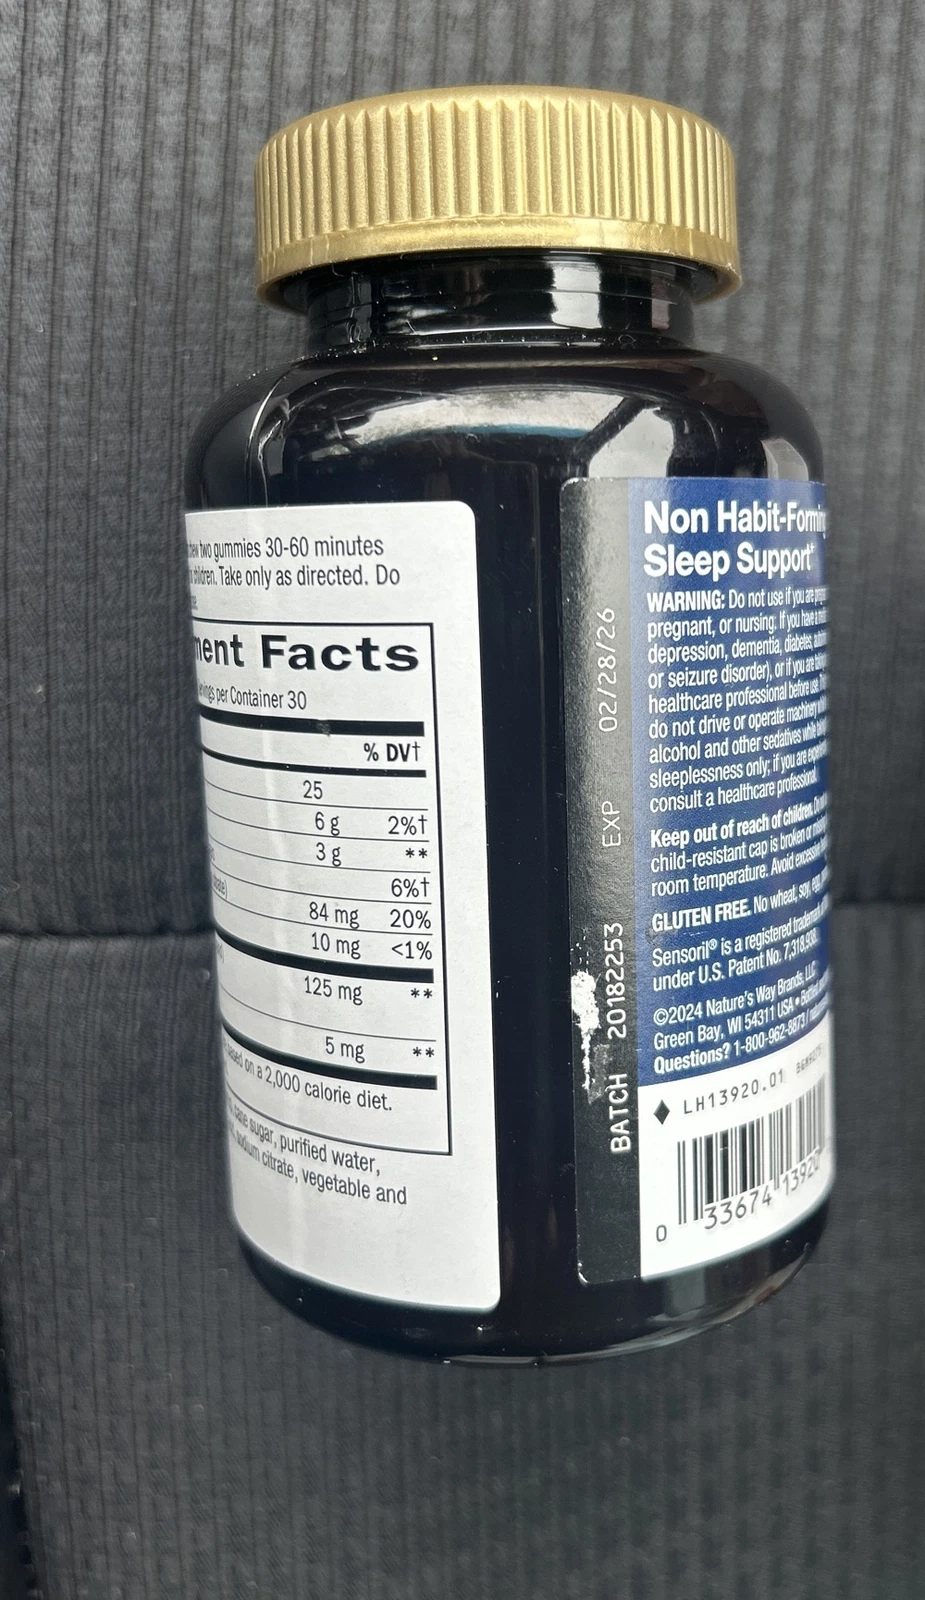 two gummies 30-60 minutes
children. Take only as directed. Do
Facts
per Container 30
% DV†
25
6 g 2%†
3 g **
6%†
84 mg 20%
10 mg <1%
125 mg **
5 mg **
based on a 2,000 calorie diet.
cane sugar, purified water,
sodium citrate, vegetable and
BATCH 20182253 EXP 02/28/26
Non Habit-Forming
Sleep Support†
WARNING: Do not use if you are
pregnant, or nursing. If you have a
depression, dementia, diabetes,
or seizure disorder), or if you are taking
healthcare professional before use.
do not drive or operate machinery
alcohol and other sedatives while
sleeplessness only; if you are
consult a healthcare professional.
Keep out of reach of children.
child-resistant cap is broken or
room temperature. Avoid excessive
GLUTEN FREE. No wheat, soy, egg,
Sensoril® is a registered trademark
under U.S. Patent No. 7,318,938.
©2024 Nature's Way Brands, LLC
Green Bay, WI 54311 USA •
Questions? 1-800-962-8873 /
LH13920.01
0 33674 13920